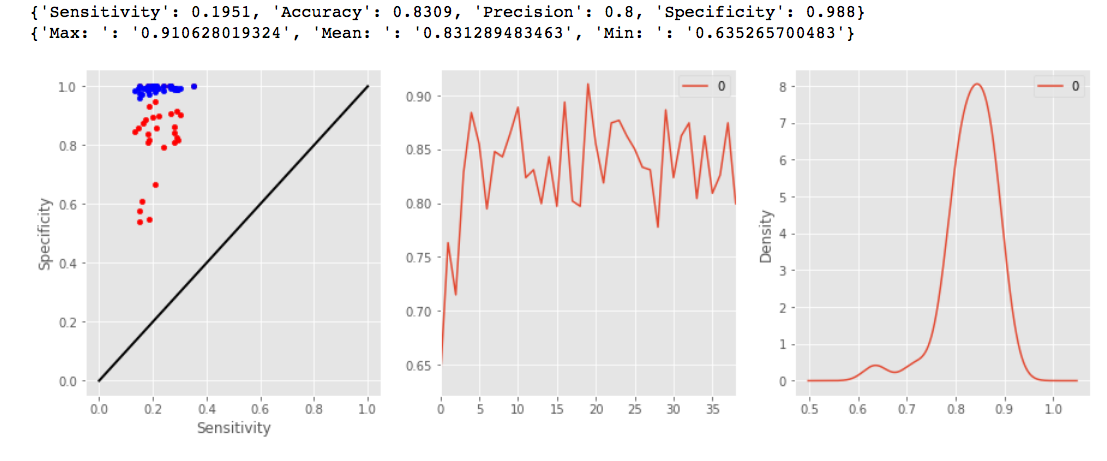 {'Sensitivity': 0.1951, 'Accuracy': 0.8309, 'Precision': 0.8, 'Specificity': 0.988}
{'Max: ': '0.910628019324', 'Mean: ': '0.831289483463', 'Min: ': '0.635265700483'}
Specificity
1.0
0.8
0.6
0.4
0.2
0.0
0.0 0.2 0.4 0.6 0.8 1.0
Sensitivity
0
0.90
0.85
0.80
0.75
0.70
0.65
0 5 10 15 20 25 30 35
0
Density
8
7
6
5
4
3
2
1
0
0.5 0.6 0.7 0.8 0.9 1.0